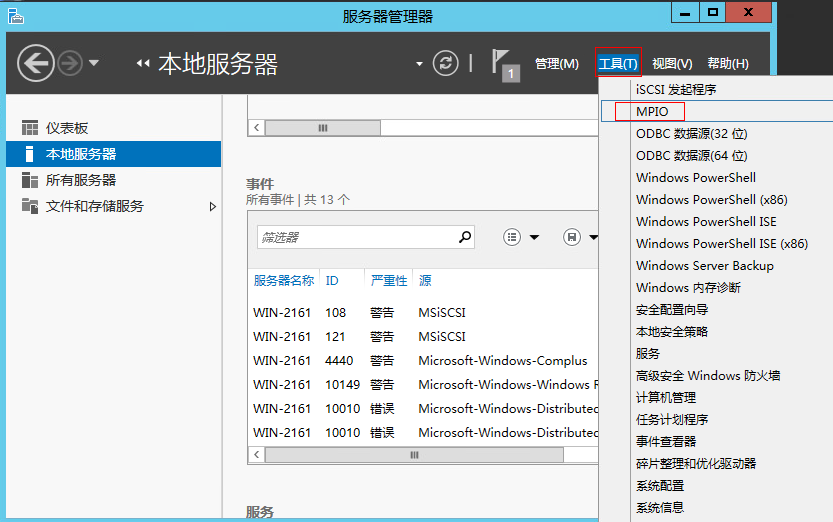 服务器管理器
本地服务器
1
管理(M)
工具(T)
视图(V)
帮助(H)
仪表板
本地服务器
所有服务器
文件和存储服务
事件
所有事件 | 共 13 个
筛选器
服务器名称 ID 严重性 源
WIN-2161 108 警告 MSiSCSI
WIN-2161 121 警告 MSiSCSI
WIN-2161 4440 警告 Microsoft-Windows-Complus
WIN-2161 10149 警告 Microsoft-Windows-Windows R
WIN-2161 10010 错误 Microsoft-Windows-Distributed
WIN-2161 10010 错误 Microsoft-Windows-Distributed
服务
iSCSI 发起程序
MPIO
ODBC 数据源(32 位)
ODBC 数据源(64 位)
Windows PowerShell
Windows PowerShell (x86)
Windows PowerShell ISE
Windows PowerShell ISE (x86)
Windows Server Backup
Windows 内存诊断
安全配置向导
本地安全策略
服务
高级安全 Windows 防火墙
计算机管理
任务计划程序
事件查看器
碎片整理和优化驱动器
系统配置
系统信息